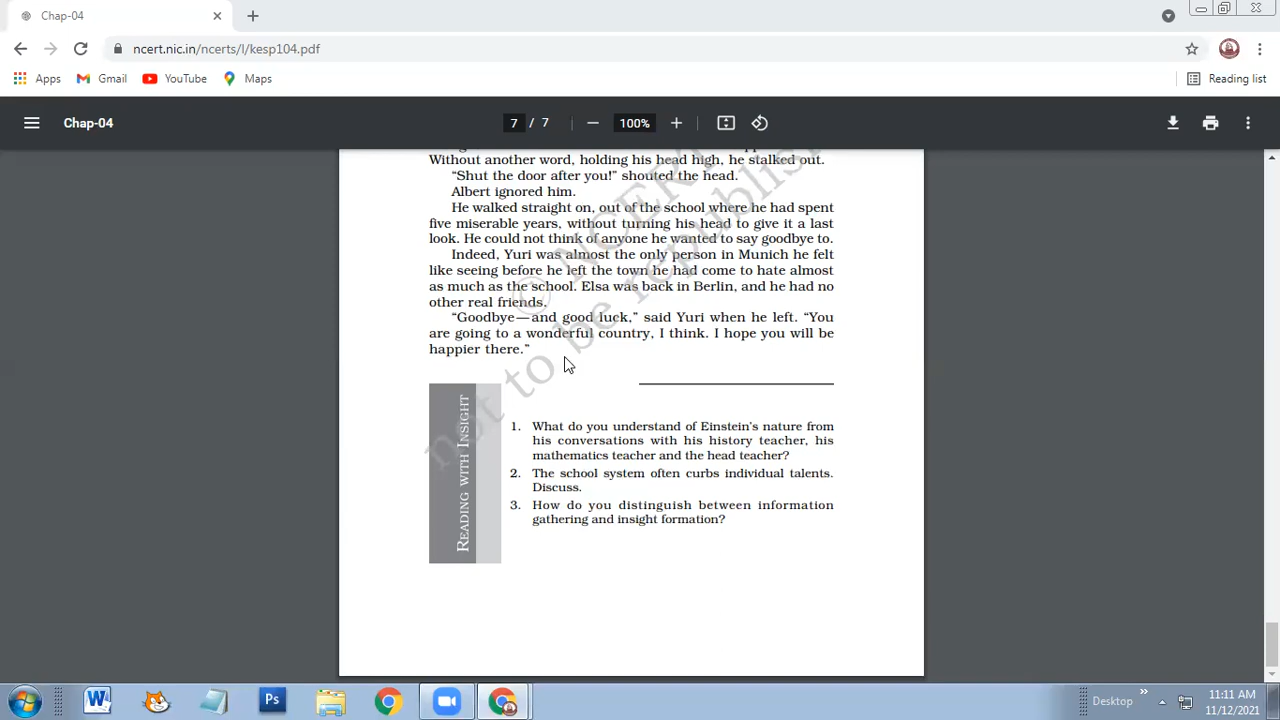 Chap-04
ncert.nic.in/ncerts/l/kesp104.pdf
Apps Gmail YouTube Maps Reading list
Chap-04 7 / 7 100%
Without another word, holding his head high, he stalked out.
“Shut the door after you!” shouted the head.
Albert ignored him.
He walked straight on, out of the school where he had spent
five miserable years, without turning his head to give it a last
look. He could not think of anyone he wanted to say goodbye to.
Indeed, Yuri was almost the only person in Munich he felt
like seeing before he left the town he had come to hate almost
as much as the school. Elsa was back in Berlin, and he had no
other real friends.
“Goodbye—and good luck,” said Yuri when he left. “You
are going to a wonderful country, I think. I hope you will be
happier there.”
© NCERT
not to be republis
READING WITH INSIGHT
1. What do you understand of Einstein’s nature from
his conversations with his history teacher, his
mathematics teacher and the head teacher?
2. The school system often curbs individual talents.
Discuss.
3. How do you distinguish between information
gathering and insight formation?
W Ps Desktop » 11:11 AM
11/12/2021